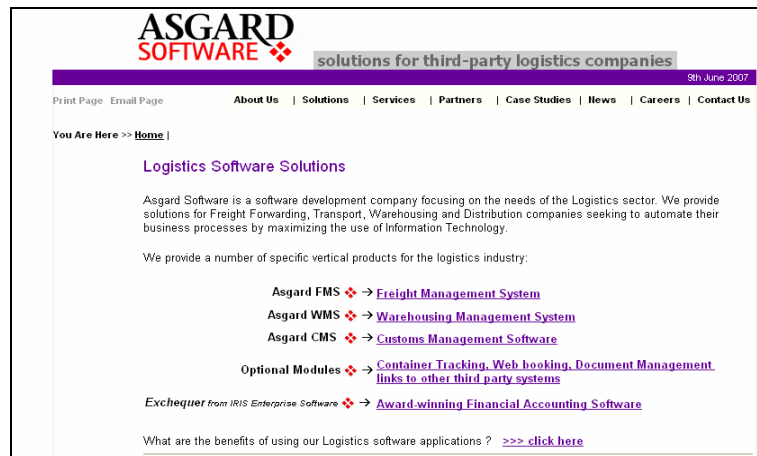 ASGARD
SOFTWARE
solutions for third-party logistics companies
9th June 2007
Print Page Email Page About Us | Solutions | Services | Partners | Case Studies | News | Careers | Contact Us
You Are Here >> Home |
Logistics Software Solutions
Asgard Software is a software development company focusing on the needs of the Logistics sector. We provide
solutions for Freight Forwarding, Transport, Warehousing and Distribution companies seeking to automate their
business processes by maximizing the use of Information Technology.
We provide a number of specific vertical products for the logistics industry:
Asgard FMS → Freight Management System
Asgard WMS → Warehousing Management System
Asgard CMS → Customs Management Software
Optional Modules → Container Tracking, Web booking, Document Management
links to other third party systems
Exchequer from IRIS Enterprise Software → Award-winning Financial Accounting Software
What are the benefits of using our Logistics software applications ? >>> click here